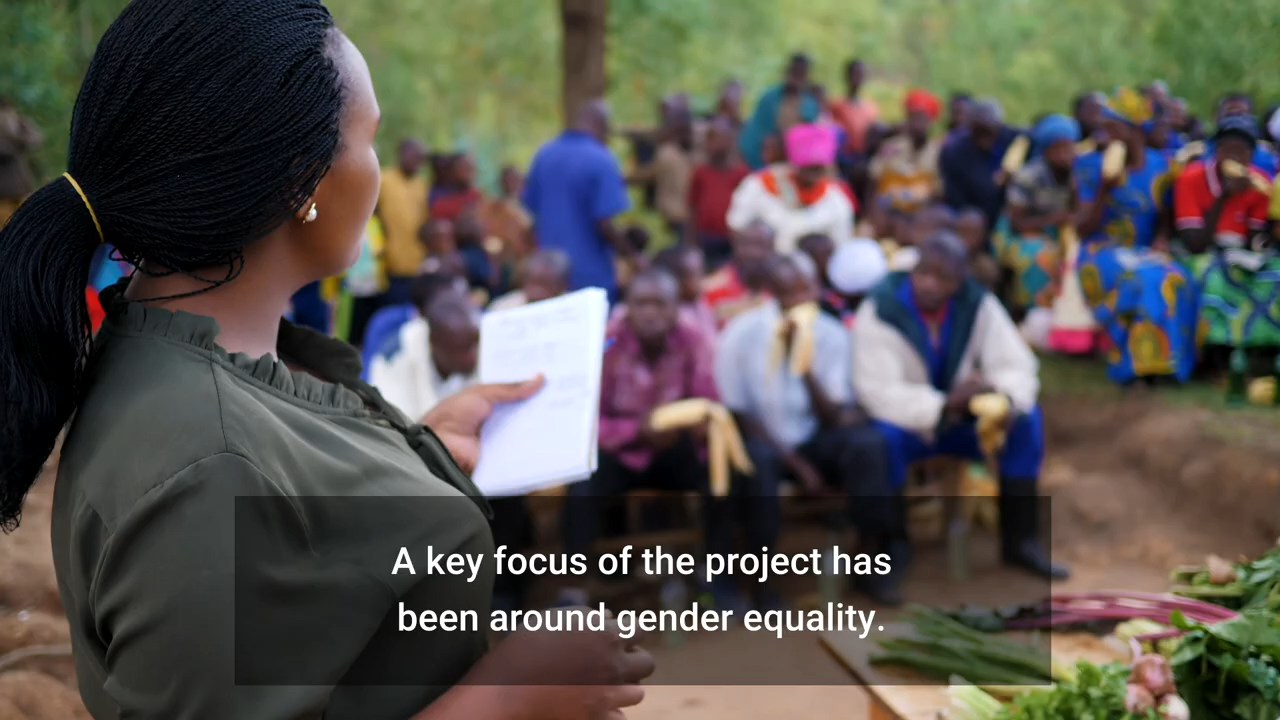 A key focus of the project has
been around gender equality.